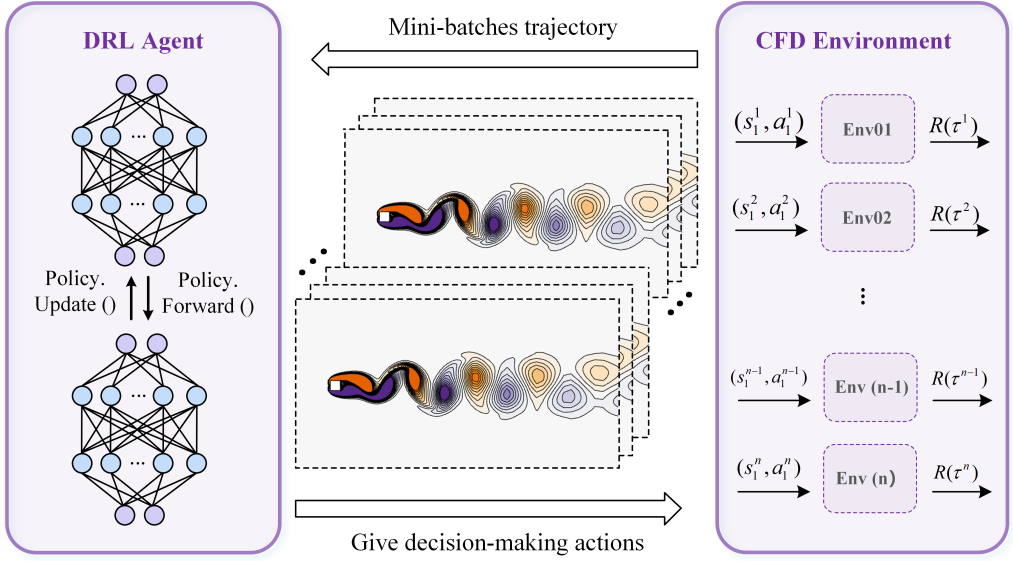 DRL Agent
Policy.
Update ()
Policy.
Forward ()
Mini-batches trajectory
Give decision-making actions
CFD Environment
(s_1^1, a_1^1)
Env01
R(τ^1)
(s_1^2, a_1^2)
Env02
R(τ^2)
(s_1^{n-1}, a_1^{n-1})
Env (n-1)
R(τ^{n-1})
(s_1^n, a_1^n)
Env (n)
R(τ^n)